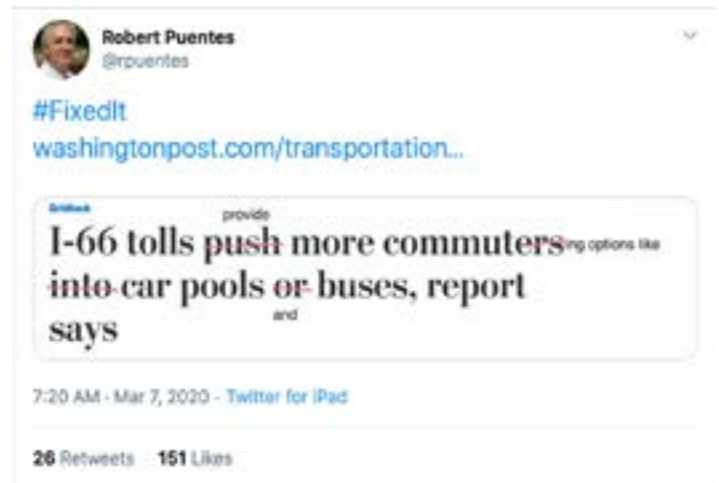 Robert Puentes
@rpuentes
#FixedIt
washingtonpost.com/transportation...
Gridlock
provide
I-66 tolls push more commuters ing options like
into car pools or buses, report
and
says
7:20 AM · Mar 7, 2020 · Twitter for iPad
26 Retweets 151 Likes